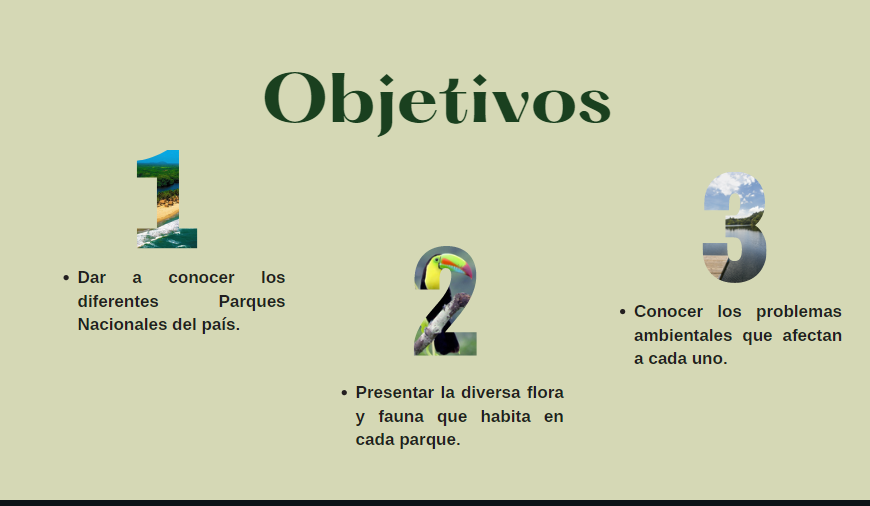 Objetivos
1
• Dar a conocer los
diferentes Parques
Nacionales del país.
2
• Presentar la diversa flora
y fauna que habita en
cada parque.
3
• Conocer los problemas
ambientales que afectan
a cada uno.